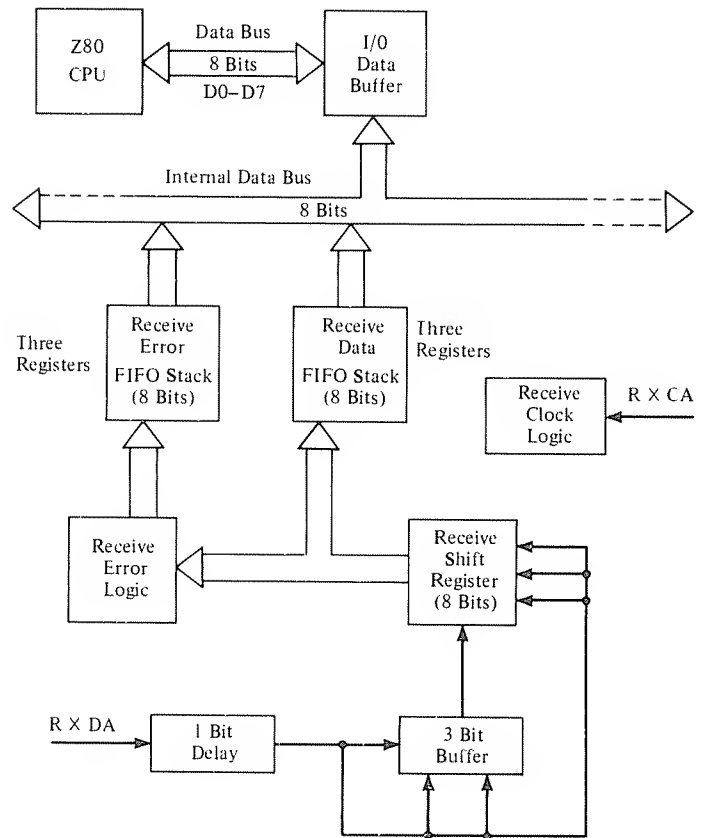 Z80
CPU
Data Bus
8 Bits
D0–D7
I/0
Data
Buffer
Internal Data Bus
8 Bits
Three
Registers
Receive
Error
FIFO Stack
(8 Bits)
Receive
Data
FIFO Stack
(8 Bits)
Three
Registers
Receive
Clock
Logic
R X CA
Receive
Error
Logic
Receive
Shift
Register
(8 Bits)
R X DA
1 Bit
Delay
3 Bit
Buffer